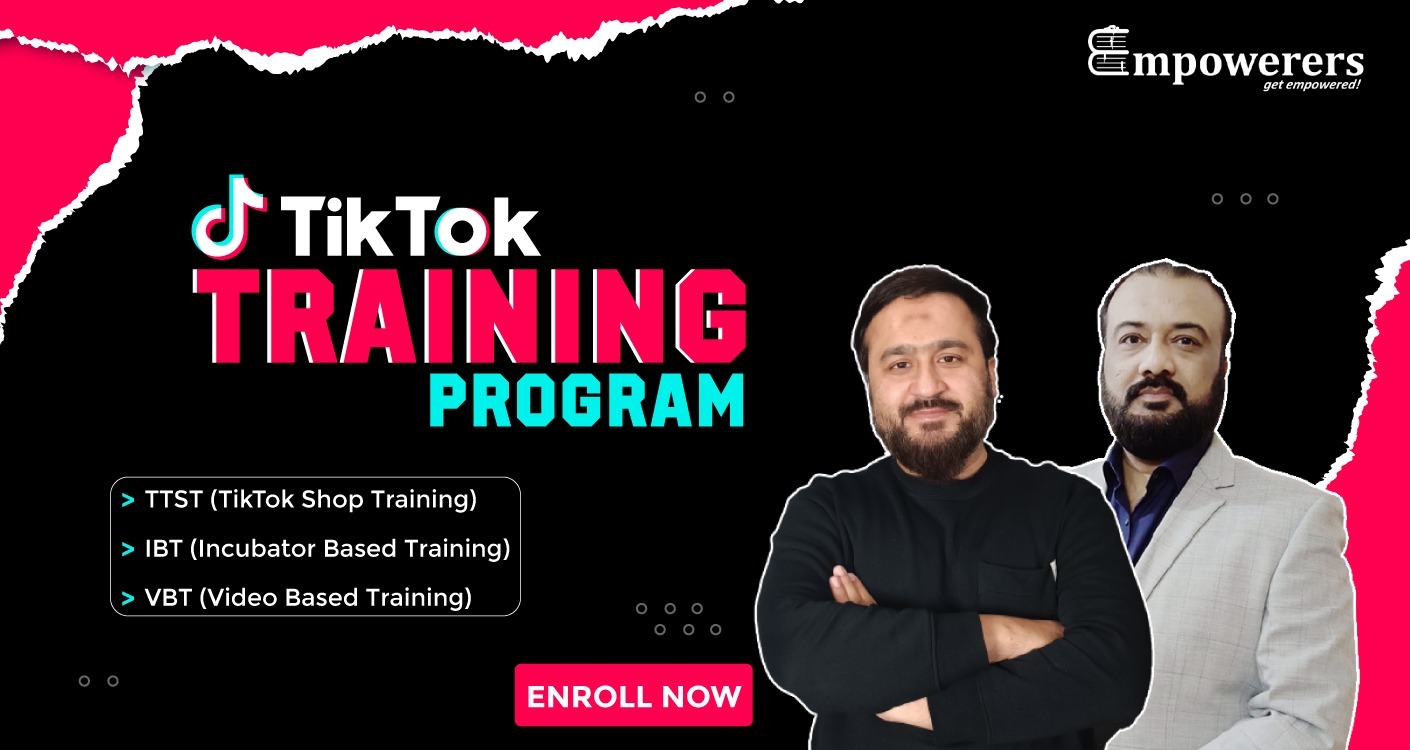 Empowerers
get empowered!
TikTok
TRAINING
PROGRAM
> TTST (TikTok Shop Training)
> IBT (Incubator Based Training)
> VBT (Video Based Training)
ENROLL NOW